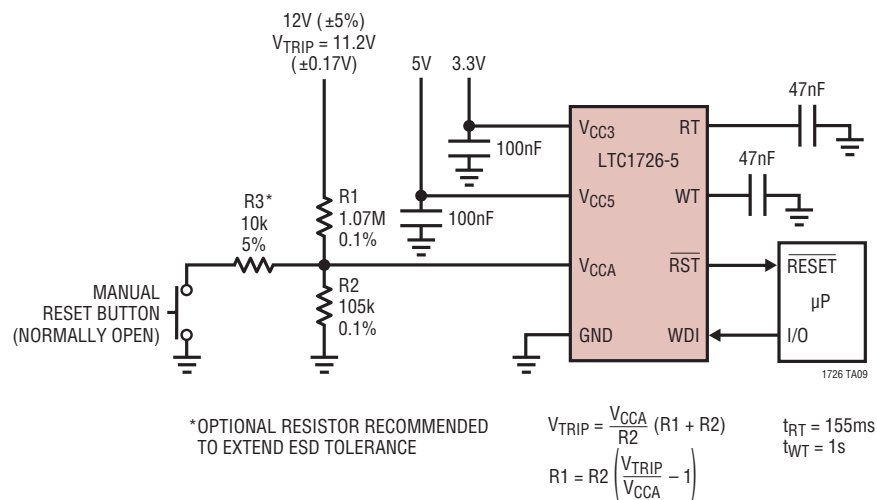 12V (±5%)
VTRIP = 11.2V
(±0.17V)
5V
3.3V
47nF
VCC3
RT
100nF
LTC1726-5
47nF
R3*
10k
5%
R1
1.07M
0.1%
100nF
VCC5
WT
VCCA
RST
RESET
MANUAL
RESET BUTTON
(NORMALLY OPEN)
R2
105k
0.1%
µP
GND
WDI
I/O
1726 TA09
*OPTIONAL RESISTOR RECOMMENDED
TO EXTEND ESD TOLERANCE
VTRIP = VCCA/R2 (R1 + R2)
R1 = R2 (VTRIP/VCCA – 1)
tRT = 155ms
tWT = 1s